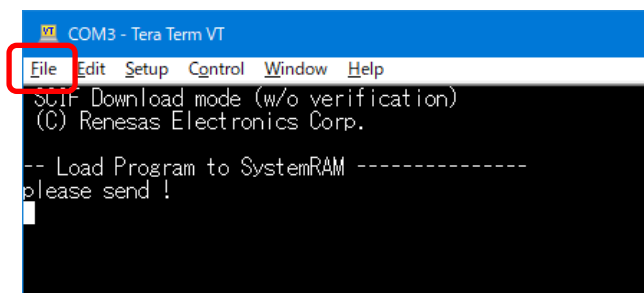 COM3 - Tera Term VT
File Edit Setup Control Window Help
SCIF Download mode (w/o verification)
(C) Renesas Electronics Corp.
-- Load Program to SystemRAM ---------------
please send !